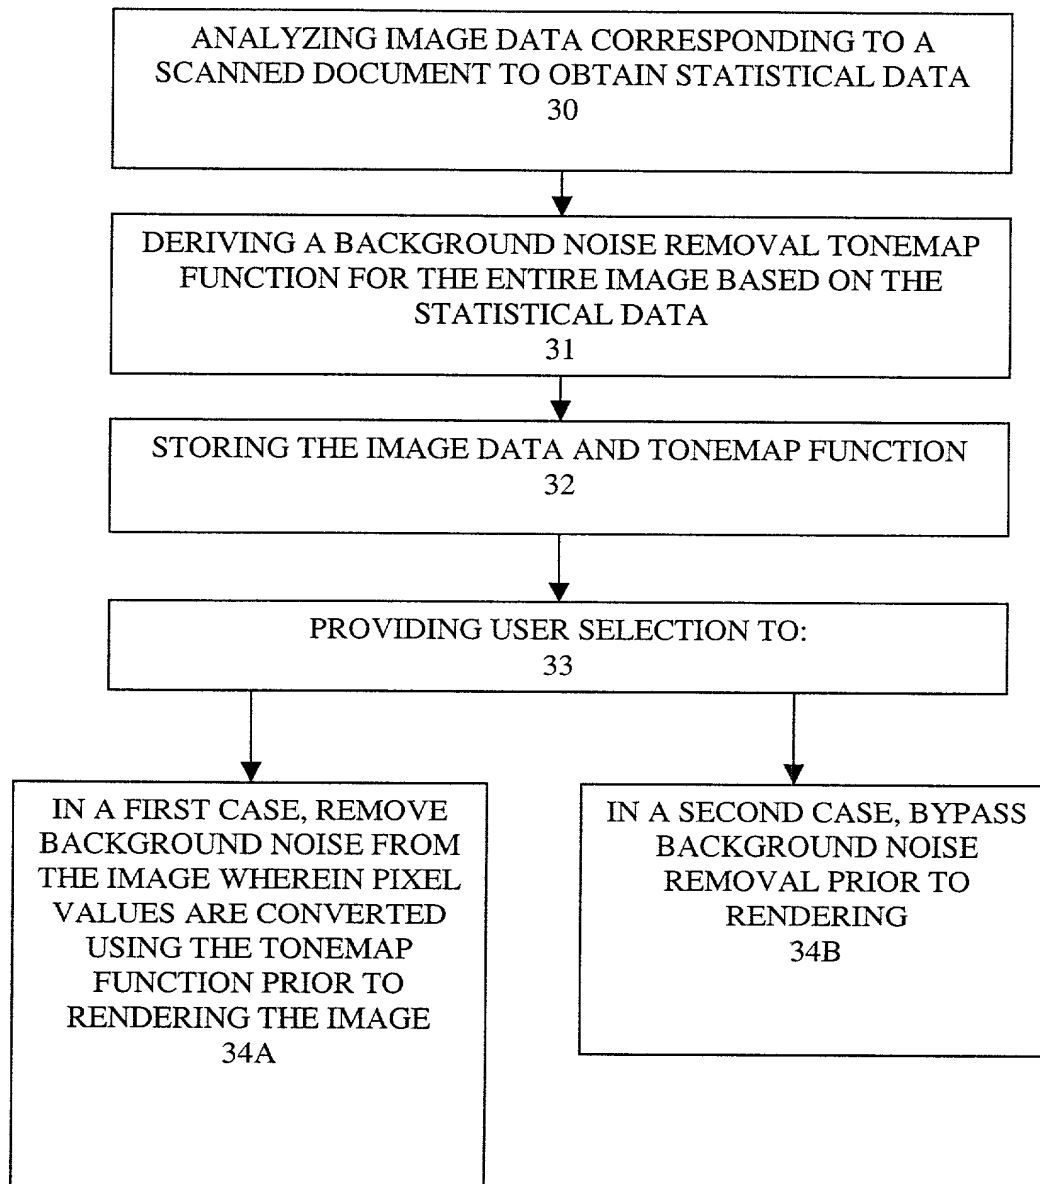 ANALYZING IMAGE DATA CORRESPONDING TO A
SCANNED DOCUMENT TO OBTAIN STATISTICAL DATA
30
DERIVING A BACKGROUND NOISE REMOVAL TONEMAP
FUNCTION FOR THE ENTIRE IMAGE BASED ON THE
STATISTICAL DATA
31
STORING THE IMAGE DATA AND TONEMAP FUNCTION
32
PROVIDING USER SELECTION TO:
33
IN A FIRST CASE, REMOVE
BACKGROUND NOISE FROM
THE IMAGE WHEREIN PIXEL
VALUES ARE CONVERTED
USING THE TONEMAP
FUNCTION PRIOR TO
RENDERING THE IMAGE
34A
IN A SECOND CASE, BYPASS
BACKGROUND NOISE
REMOVAL PRIOR TO
RENDERING
34B